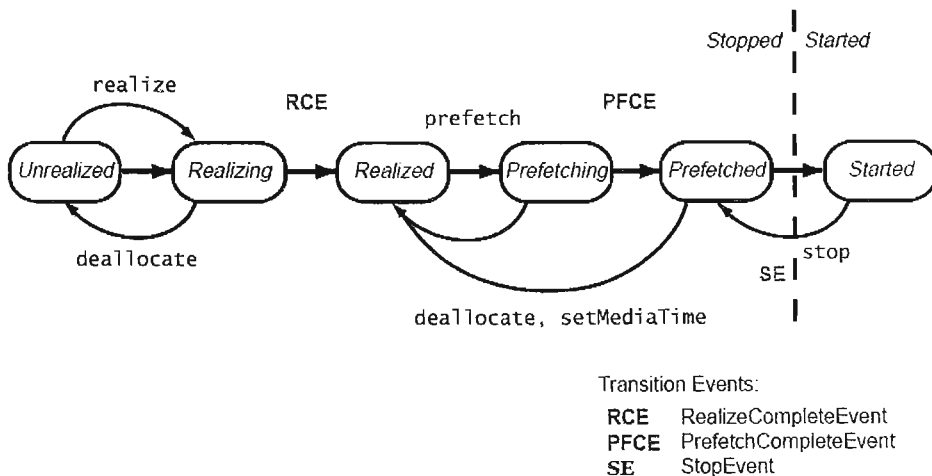 Stopped Started
realize
RCE
PFCE
prefetch
Unrealized Realizing Realized Prefetching Prefetched Started
deallocate
stop
SE
deallocate, setMediaTime
Transition Events:
RCE RealizeCompleteEvent
PFCE PrefetchCompleteEvent
SE StopEvent